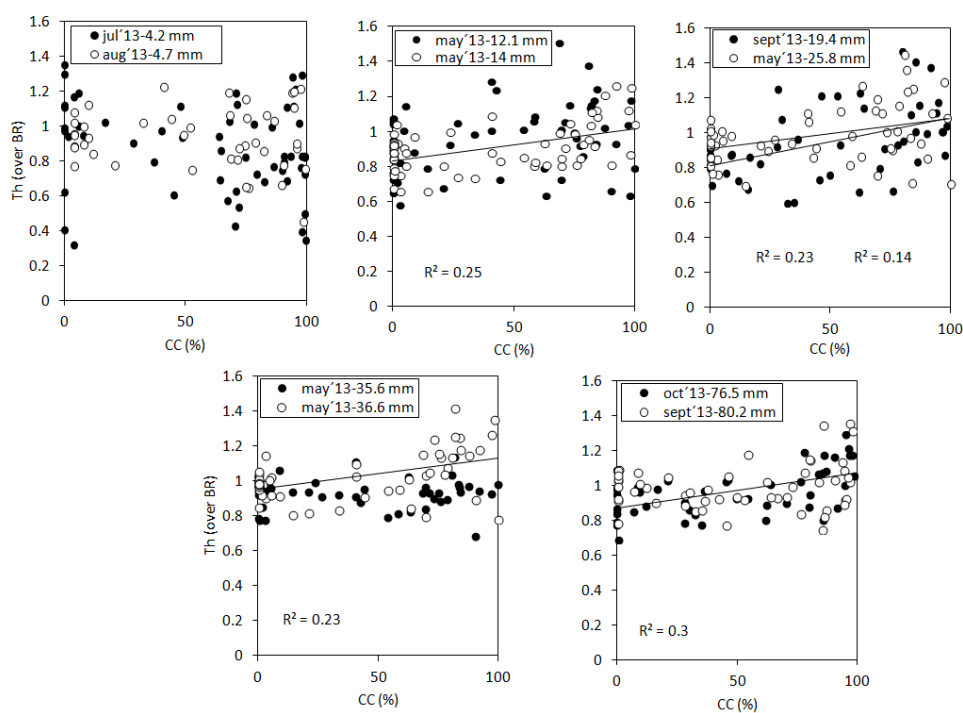 jul´13-4.2 mm
aug´13-4.7 mm
Th (over BR)
1.6
1.4
1.2
1
0.8
0.6
0.4
0.2
0
0
50
100
CC (%)
may´13-12.1 mm
may´13-14 mm
1.6
1.4
1.2
1
0.8
0.6
0.4
0.2
0
R² = 0.25
0
50
100
CC (%)
sept´13-19.4 mm
may´13-25.8 mm
1.6
1.4
1.2
1
0.8
0.6
0.4
0.2
0
R² = 0.23
R² = 0.14
0
50
100
CC (%)
may´13-35.6 mm
may´13-36.6 mm
Th (over BR)
1.6
1.4
1.2
1
0.8
0.6
0.4
0.2
0
R² = 0.23
0
50
100
CC (%)
oct´13-76.5 mm
sept´13-80.2 mm
1.6
1.4
1.2
1
0.8
0.6
0.4
0.2
0
R² = 0.3
0
50
100
CC (%)